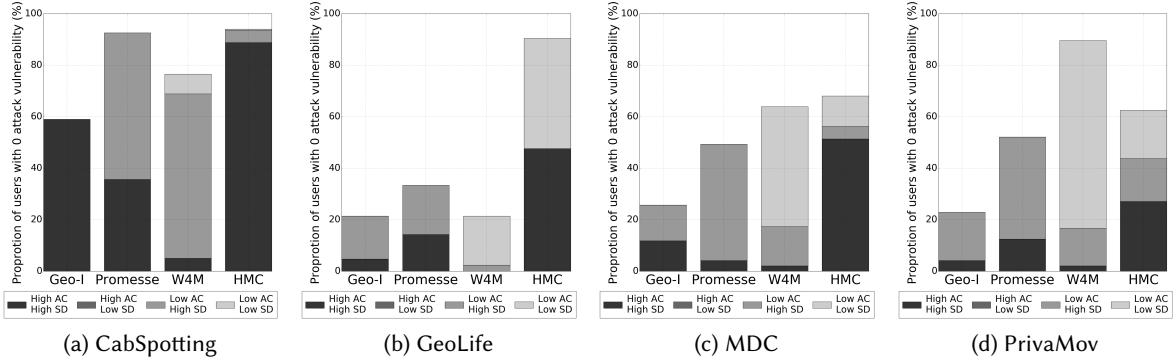 Proprotion of users with 0 attack vulnerability (%)
100
80
60
40
20
0
Geo-I Promesse W4M HMC
High AC High SD
High AC Low SD
Low AC High SD
Low AC Low SD
(a) CabSpotting
Proprotion of users with 0 attack vulnerability (%)
100
80
60
40
20
0
Geo-I Promesse W4M HMC
High AC High SD
High AC Low SD
Low AC High SD
Low AC Low SD
(b) GeoLife
Proprotion of users with 0 attack vulnerability (%)
100
80
60
40
20
0
Geo-I Promesse W4M HMC
High AC High SD
High AC Low SD
Low AC High SD
Low AC Low SD
(c) MDC
Proprotion of users with 0 attack vulnerability (%)
100
80
60
40
20
0
Geo-I Promesse W4M HMC
High AC High SD
High AC Low SD
Low AC High SD
Low AC Low SD
(d) PrivaMov